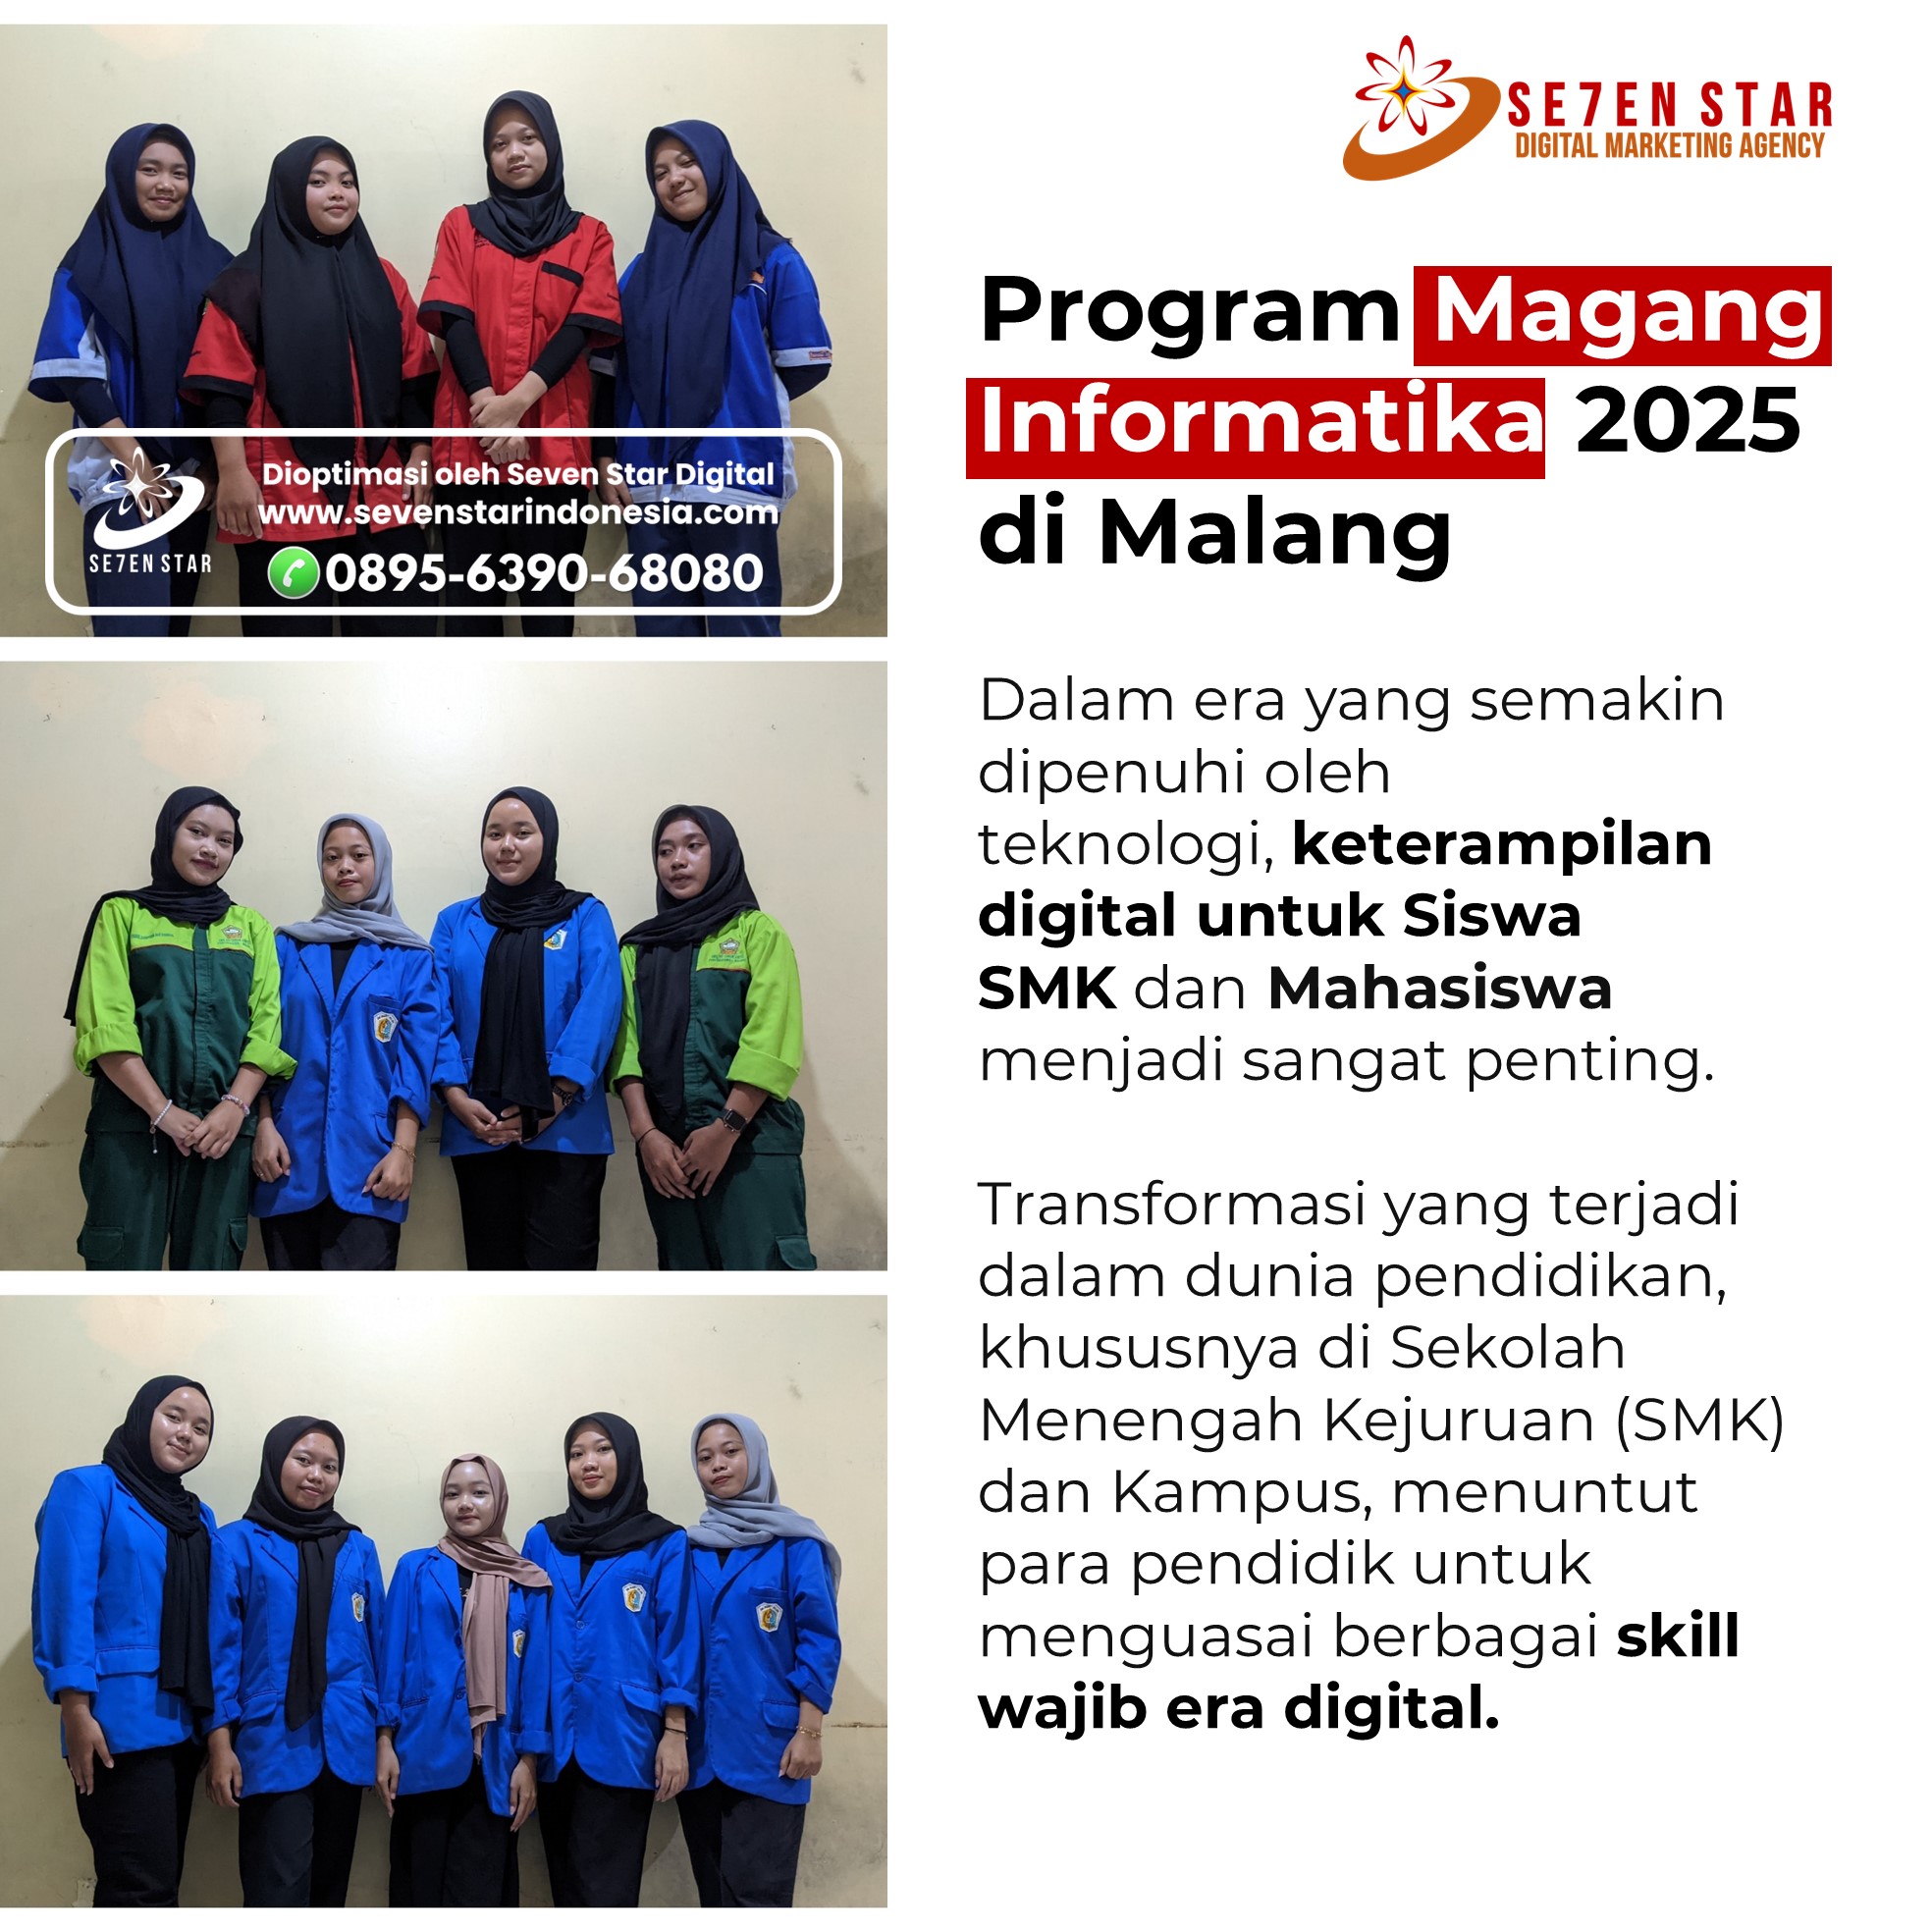 SE7EN STAR
DIGITAL MARKETING AGENCY
Program Magang
Informatika 2025
di Malang
Dioptimasi oleh Seven Star Digital
www.sevenstarindonesia.com
0895-6390-68080
SE7EN STAR
Dalam era yang semakin
dipenuhi oleh
teknologi, keterampilan
digital untuk Siswa
SMK dan Mahasiswa
menjadi sangat penting.
Transformasi yang terjadi
dalam dunia pendidikan,
khususnya di Sekolah
Menengah Kejuruan (SMK)
dan Kampus, menuntut
para pendidik untuk
menguasai berbagai skill
wajib era digital.